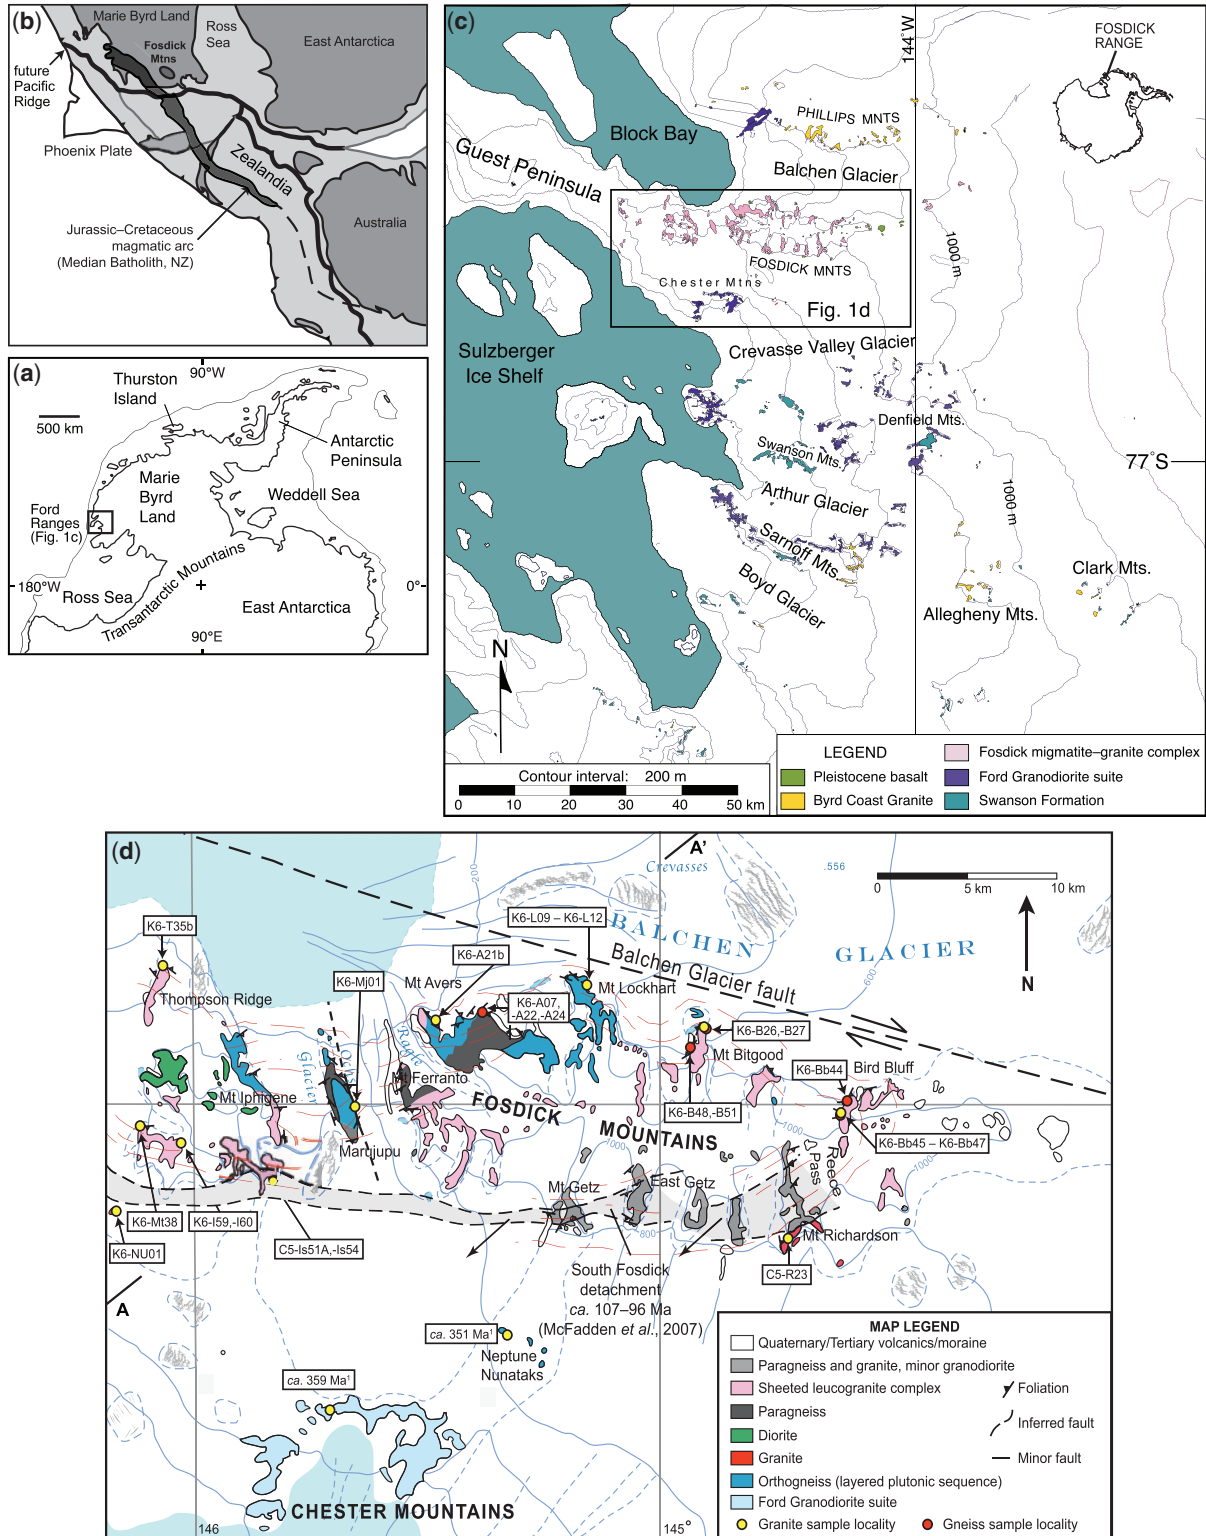 (b)
Marie Byrd Land
Ross
Sea
East Antarctica
Fosdick
Mtns
future
Pacific
Ridge
Phoenix Plate
Zealandia
Australia
Jurassic–Cretaceous
magmatic arc
(Median Batholith, NZ)
(a)
90°W
Thurston
Island
500 km
Antarctic
Peninsula
Marie
Byrd
Land
Weddell Sea
Ford
Ranges
(Fig. 1c)
180°W
0°
Ross Sea
Transantarctic Mountains
East Antarctica
90°E
(c)
144°W
FOSDICK
RANGE
PHILLIPS MNTS
Block Bay
Guest Peninsula
Balchen Glacier
FOSDICK MNTS
Chester Mtns
Fig. 1d
1000 m
Sulzberger
Ice Shelf
Crevasse Valley Glacier
Denfield Mts.
Swanson Mts.
77°S
Arthur Glacier
1000 m
Sarnoff Mts.
Boyd Glacier
Clark Mts.
Allegheny Mts.
N
LEGEND
Pleistocene basalt
Byrd Coast Granite
Fosdick migmatite–granite complex
Ford Granodiorite suite
Swanson Formation
Contour interval: 200 m
0 10 20 30 40 50 km
(d)
A'
Crevasses
.556
0 5 km 10 km
200
K6-T35b
K6-L09 – K6-L12
BALCHEN
GLACIER
K6-A21b
Balchen Glacier fault
600
N
K6-Mj01
Mt Avers
Mt Lockhart
Thompson Ridge
K6-A07,
-A22, -A24
K6-B26,-B27
Mt Bitgood
Ragle
Glacier
Ochs
K6-Bb44
Bird Bluff
Mt Ferranto
Mt Iphigene
FOSDICK
MOUNTAINS
K6-B48,-B51
1000
K6-Bb45 – K6-Bb47
Marujupu
Reece
Pass
1000
Mt Getz
East Getz
K6-Mt38
K6-I59,-I60
800
Mt Richardson
K6-NU01
C5-Is51A,-Is54
C5-R23
South Fosdick
detachment
ca. 107–96 Ma
(McFadden et al., 2007)
A
ca. 351 Ma¹
Neptune
Nunataks
ca. 359 Ma¹
CHESTER MOUNTAINS
146
145°
MAP LEGEND
Quaternary/Tertiary volcanics/moraine
Paragneiss and granite, minor granodiorite
Sheeted leucogranite complex
Paragneiss
Diorite
Granite
Orthogneiss (layered plutonic sequence)
Ford Granodiorite suite
Foliation
Inferred fault
Minor fault
Granite sample locality
Gneiss sample locality